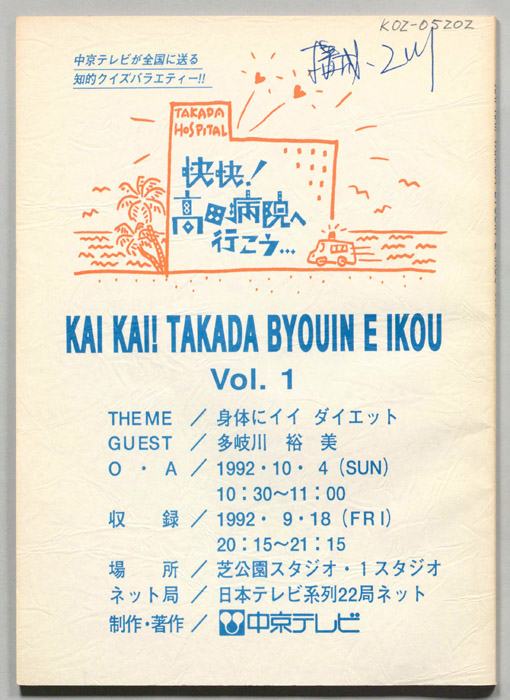 KOZ-05202
中京テレビが全国に送る
知的クイズバラエティー!!
TAKADA
HOSPITAL
快快!
高田病院へ
行こう...
KAI KAI! TAKADA BYOUIN E IKOU
Vol. 1
THEME / 身体にイイ ダイエット
GUEST / 多岐川 裕 美
O・A / 1992・10・4 (SUN)
10:30～11:00
収 録 / 1992・9・18 (FRI)
20:15～21:15
場 所 / 芝公園スタジオ・1スタジオ
ネット局 / 日本テレビ系列22局ネット
制作・著作 / 中京テレビ